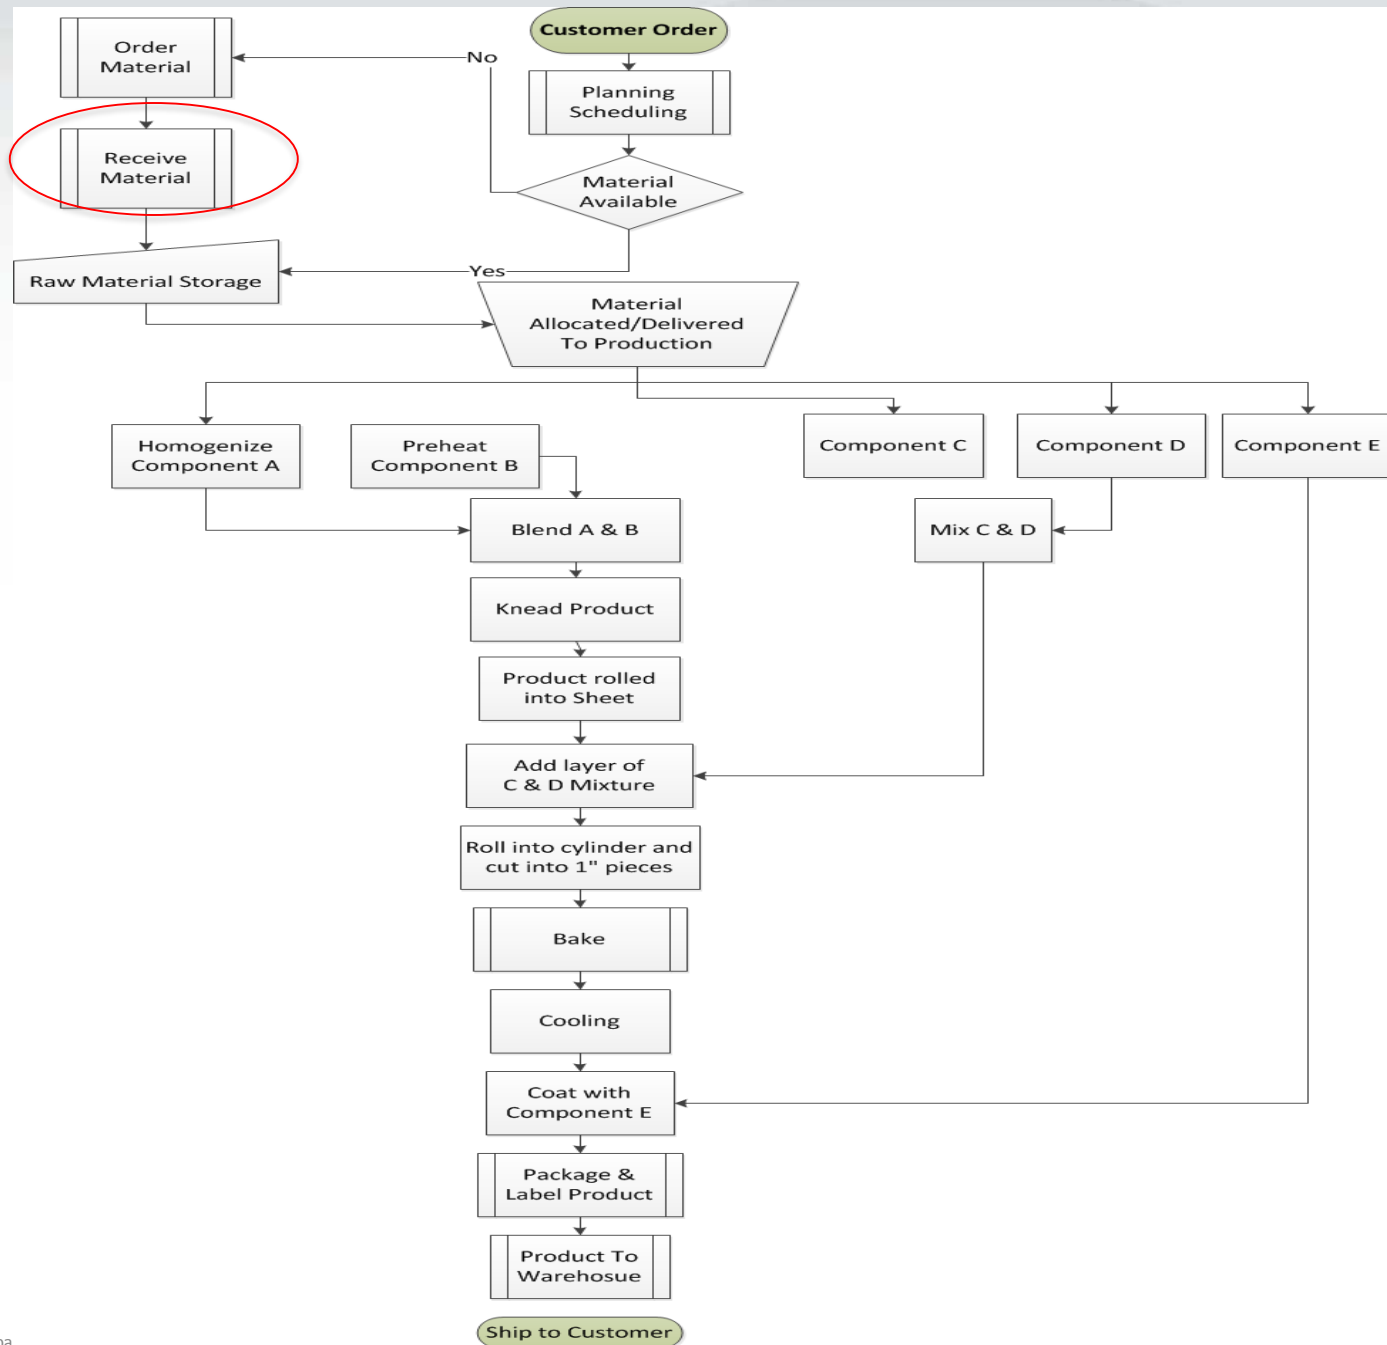 Customer Order
Order
Material
No
Planning
Scheduling
Receive
Material
Material
Available
Raw Material Storage
Yes
Material
Allocated/Delivered
To Production
Homogenize
Component A
Preheat
Component B
Component C
Component D
Component E
Blend A & B
Mix C & D
Knead Product
Product rolled
into Sheet
Add layer of
C & D Mixture
Roll into cylinder and
cut into 1" pieces
Bake
Cooling
Coat with
Component E
Package &
Label Product
Product To
Warehosue
Ship to Customer